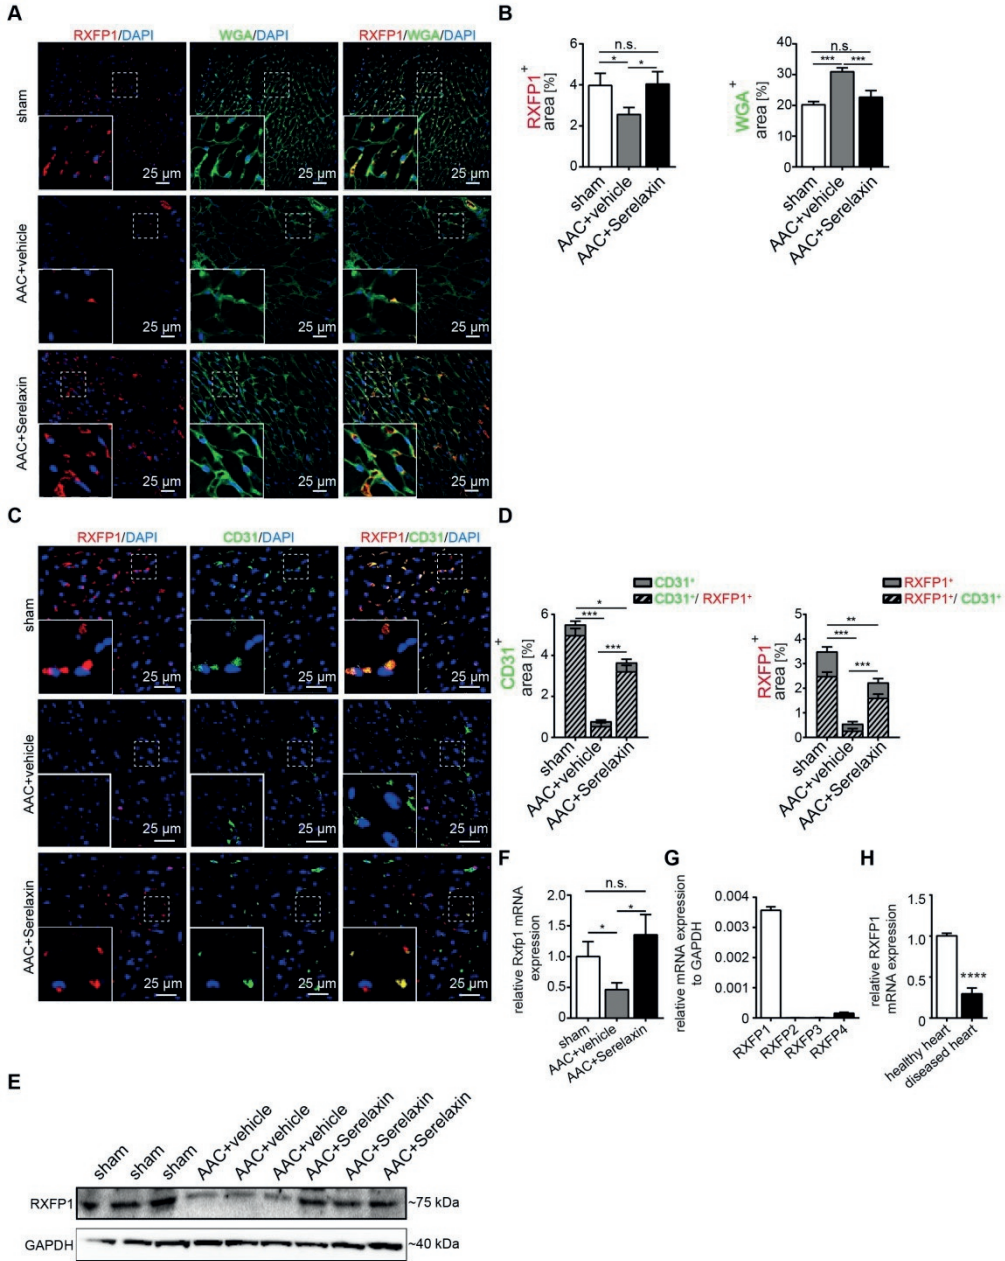 A
RXFP1/DAPI
WGA/DAPI
RXFP1/WGA/DAPI
sham
25 µm
25 µm
25 µm
AAC+vehicle
25 µm
25 µm
25 µm
AAC+Serelaxin
25 µm
25 µm
25 µm
B
RXFP1+
area [%]
6
4
2
0
n.s.
*
*
sham
AAC+vehicle
AAC+Serelaxin
WGA+
area [%]
40
30
20
10
0
n.s.
***
***
sham
AAC+vehicle
AAC+Serelaxin
C
RXFP1/DAPI
CD31/DAPI
RXFP1/CD31/DAPI
sham
25 µm
25 µm
25 µm
AAC+vehicle
25 µm
25 µm
25 µm
AAC+Serelaxin
25 µm
25 µm
25 µm
D
CD31+
CD31+/ RXFP1+
CD31+
area [%]
6
4
2
0
*
***
***
sham
AAC+vehicle
AAC+Serelaxin
RXFP1+
RXFP1+/ CD31+
RXFP1+
area [%]
5
4
3
2
1
0
**
***
***
sham
AAC+vehicle
AAC+Serelaxin
E
sham
sham
sham
AAC+vehicle
AAC+vehicle
AAC+vehicle
AAC+Serelaxin
AAC+Serelaxin
AAC+Serelaxin
RXFP1
~75 kDa
GAPDH
~40 kDa
F
relative Rxfp1 mRNA
expression
2.0
1.5
1.0
0.5
0.0
n.s.
*
*
sham
AAC+vehicle
AAC+Serelaxin
G
relative mRNA expression
to GAPDH
0.004
0.003
0.002
0.001
0
RXFP1
RXFP2
RXFP3
RXFP4
H
relative RXFP1
mRNA expression
1.5
1.0
0.5
0
****
healthy heart
diseased heart